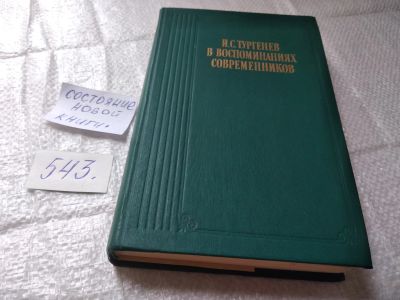 И.С.ТУРГЕНЕВ
В ВОСПОМИНАНИЯХ
СОВРЕМЕННИКОВ
СОСТОЯНИЕ
НОВОЙ
КНИГИ.
543.